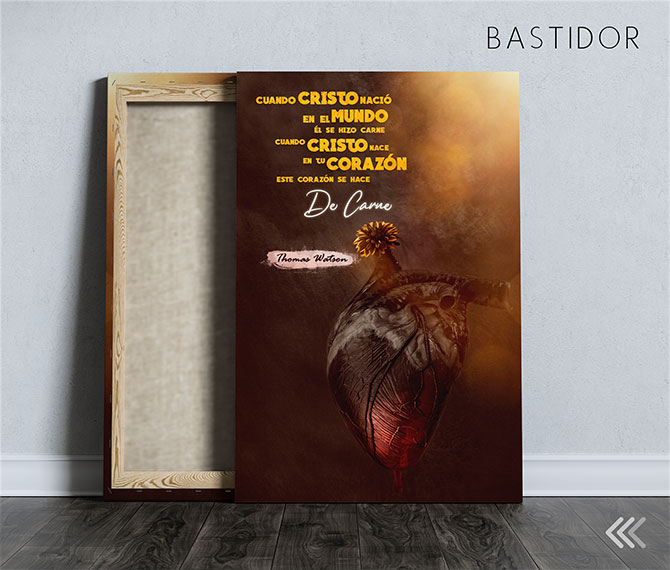 BASTIDOR
CUANDO CRISTO NACIÓ
EN EL MUNDO
ÉL SE HIZO CARNE
CUANDO CRISTO NACE
EN TU CORAZÓN
ESTE CORAZÓN SE HACE
De Carne
Thomas Watson